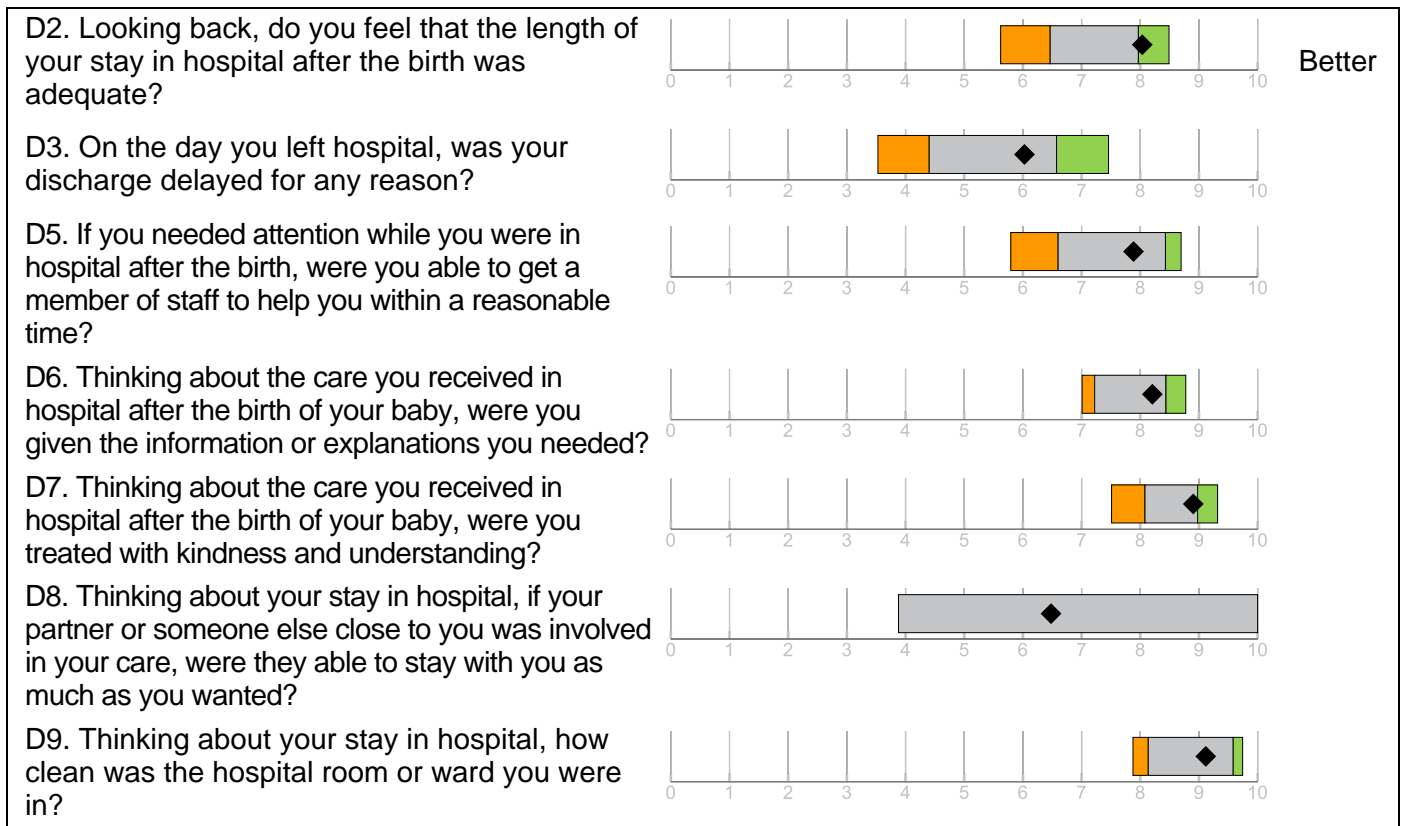 D2. Looking back, do you feel that the length of
your stay in hospital after the birth was
adequate?
0 1 2 3 4 5 6 7 8 9 10
Better
D3. On the day you left hospital, was your
discharge delayed for any reason?
0 1 2 3 4 5 6 7 8 9 10
D5. If you needed attention while you were in
hospital after the birth, were you able to get a
member of staff to help you within a reasonable
time?
0 1 2 3 4 5 6 7 8 9 10
D6. Thinking about the care you received in
hospital after the birth of your baby, were you
given the information or explanations you needed?
0 1 2 3 4 5 6 7 8 9 10
D7. Thinking about the care you received in
hospital after the birth of your baby, were you
treated with kindness and understanding?
0 1 2 3 4 5 6 7 8 9 10
D8. Thinking about your stay in hospital, if your
partner or someone else close to you was involved
in your care, were they able to stay with you as
much as you wanted?
0 1 2 3 4 5 6 7 8 9 10
D9. Thinking about your stay in hospital, how
clean was the hospital room or ward you were
in?
0 1 2 3 4 5 6 7 8 9 10